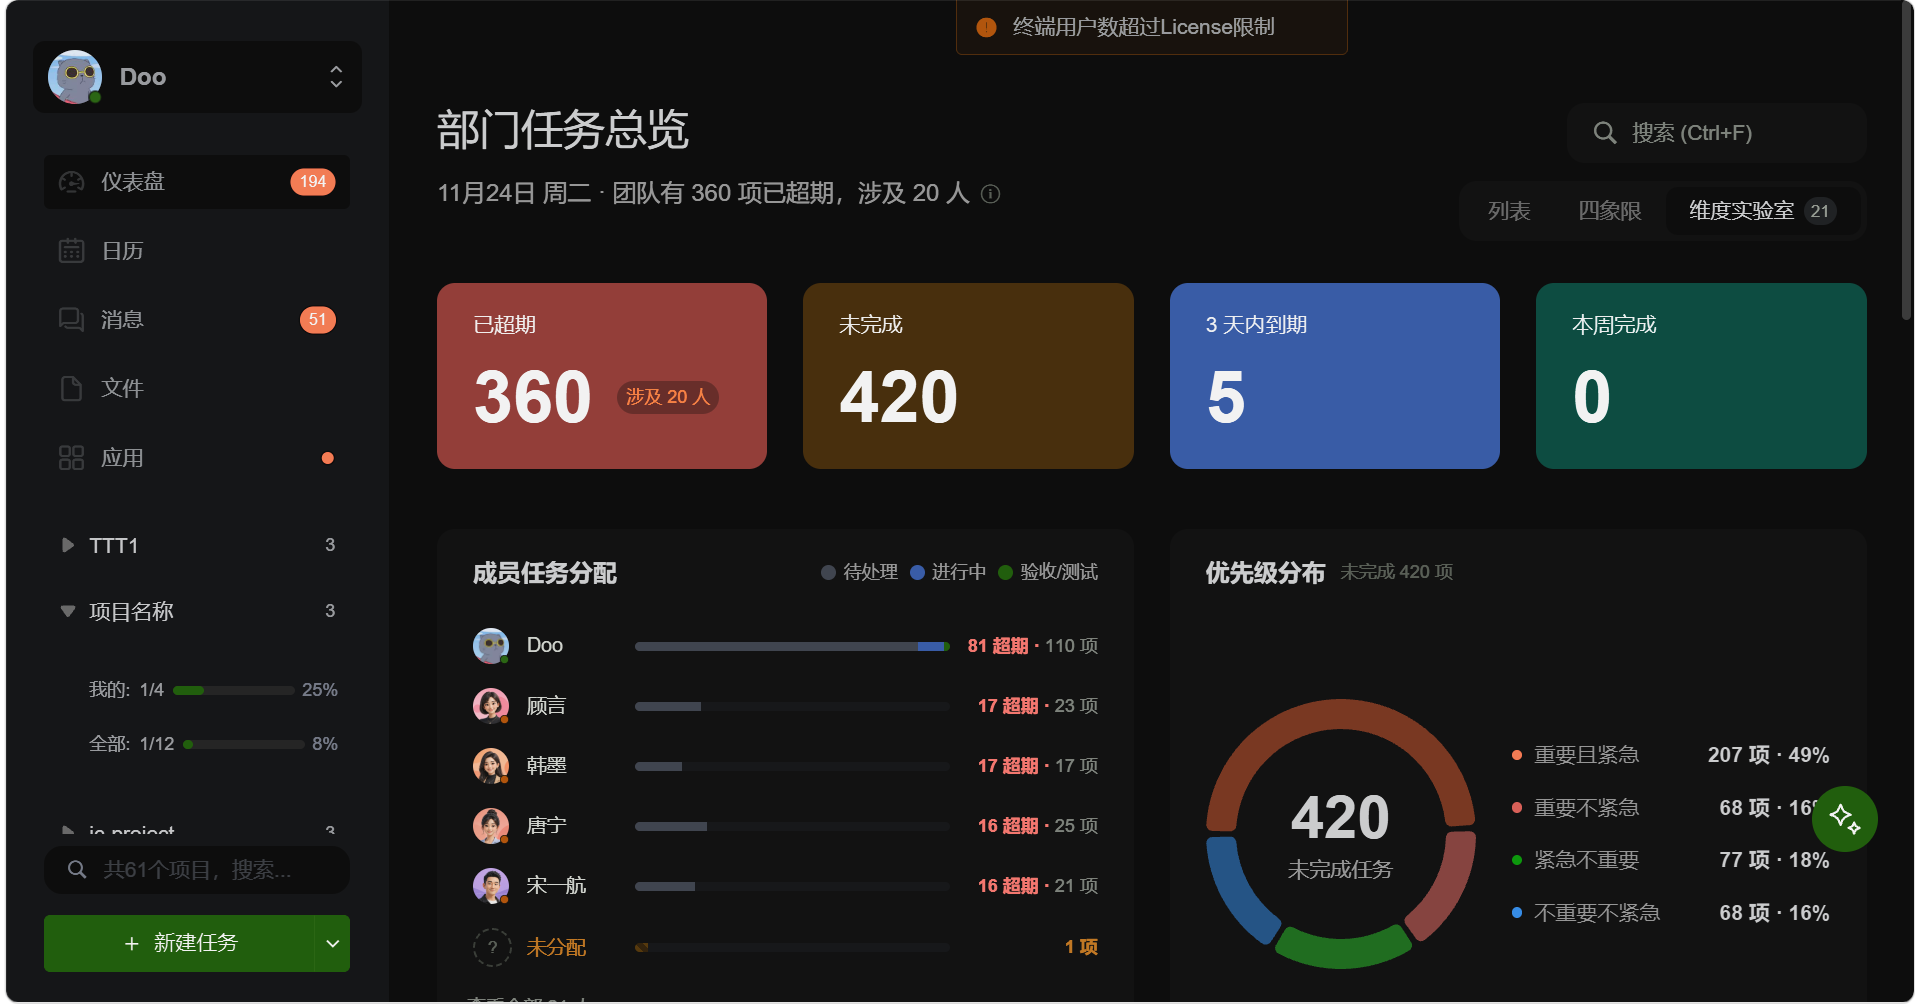 终端用户数超过License限制
Doo
仪表盘 194
日历
消息 51
文件
应用
TTT1 3
项目名称 3
我的: 1/4 25%
全部: 1/12 8%
ic project 3
共61个项目，搜索...
+ 新建任务
部门任务总览
11月24日 周二 · 团队有 360 项已超期，涉及 20 人
搜索 (Ctrl+F)
列表 四象限 维度实验室 21
已超期
360 涉及 20 人
未完成
420
3 天内到期
5
本周完成
0
成员任务分配 待处理 进行中 验收/测试
Doo 81 超期 · 110 项
顾言 17 超期 · 23 项
韩墨 17 超期 · 17 项
唐宁 16 超期 · 25 项
宋一航 16 超期 · 21 项
? 未分配 1 项
优先级分布 未完成 420 项
420
未完成任务
重要且紧急 207 项 · 49%
重要不紧急 68 项 · 16%
紧急不重要 77 项 · 18%
不重要不紧急 68 项 · 16%